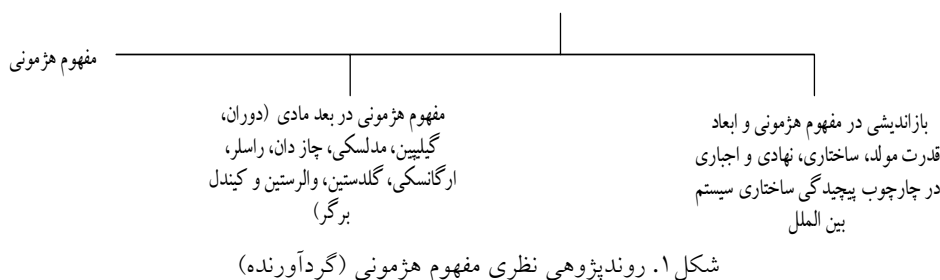 مفهوم هژمونی
بازاندیشی در مفهوم هژمونی و ابعاد
قدرت مولد، ساختاری، نهادی و اجباری
در چارچوب پیچیدگی ساختاری سیستم
بین الملل
مفهوم هژمونی در بعد مادی (دوران،
گیلپین، مدلسکی، چاز دان، راسلر،
ارگانسکی، گلدستین، والرستین و کیندل
برگر)
شکل۱. روندپژوهی نظری مفهوم هژمونی (گردآورنده)